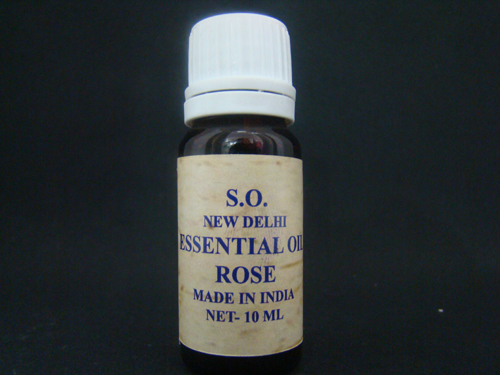 S.O.
NEW DELHI
ESSENTIAL OIL
ROSE
MADE IN INDIA
NET- 10 ML